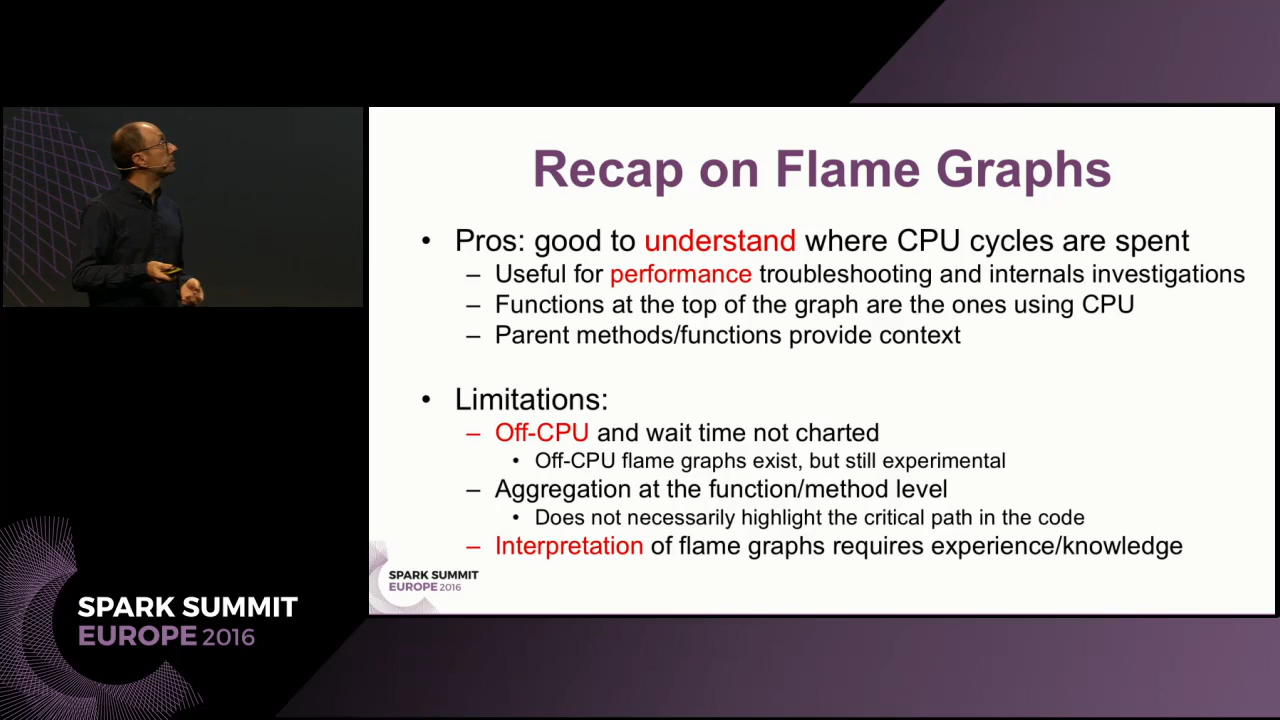 Recap on Flame Graphs
• Pros: good to understand where CPU cycles are spent
– Useful for performance troubleshooting and internals investigations
– Functions at the top of the graph are the ones using CPU
– Parent methods/functions provide context
• Limitations:
– Off-CPU and wait time not charted
• Off-CPU flame graphs exist, but still experimental
– Aggregation at the function/method level
• Does not necessarily highlight the critical path in the code
– Interpretation of flame graphs requires experience/knowledge
SPARK SUMMIT
EUROPE 2016
SPARK SUMMIT
EUROPE 2016